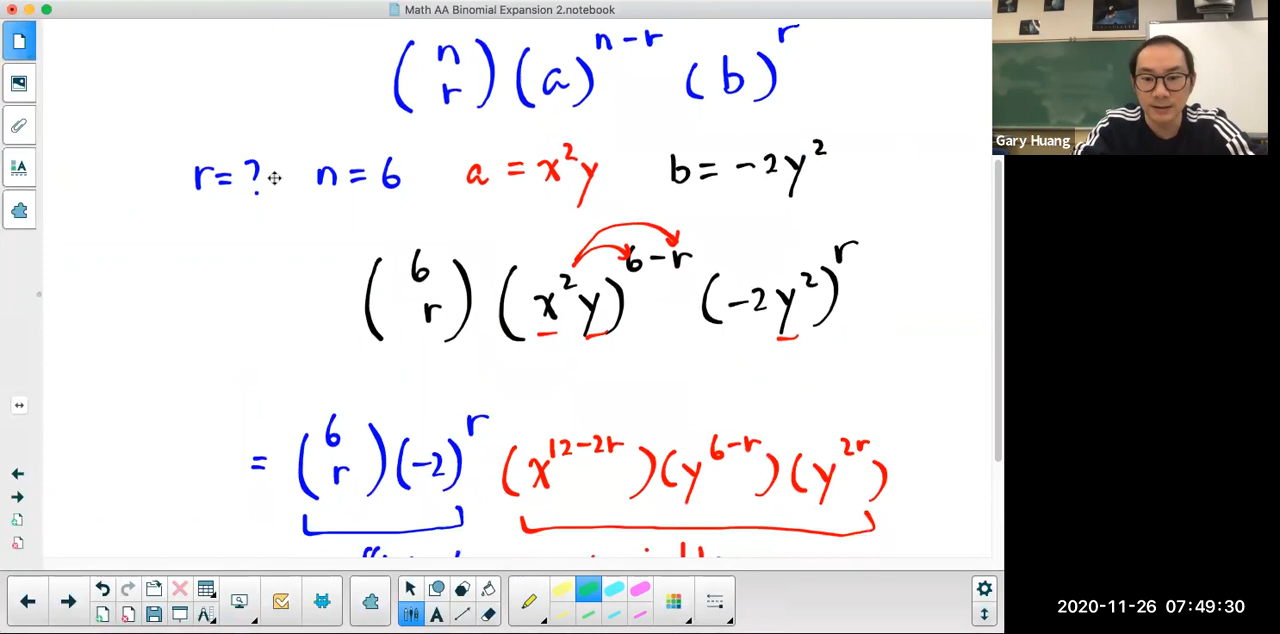 Math AA Binomial Expansion 2.notebook
(n r) (a)^{n-r} (b)^r
Gary Huang
r = ? n = 6 a = x²y b = -2y²
(6 r) (x²y)^{6-r} (-2y²)^r
= (6 r) (-2)^r (x^{12-2r}) (y^{6-r}) (y^{2r})
2020-11-26 07:49:30